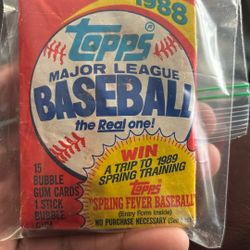 1988
topps
MAJOR LEAGUE
BASEBALL
the Real one!
WIN
A TRIP TO 1989
SPRING TRAINING
Topps
SPRING FEVER BASEBALL
(Entry Form Inside)
NO PURCHASE NECESSARY
15
BUBBLE
GUM CARDS
1 STICK
BUBBLE
GUM